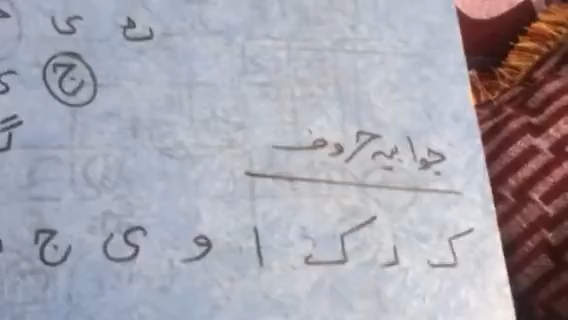 ی
ج ی
جوابیہ حروف
ک ر ک ا و ی ج